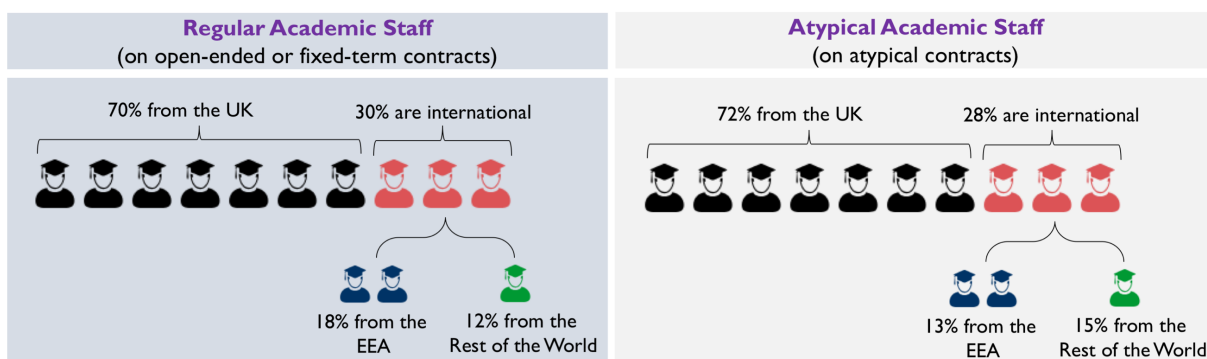 Regular Academic Staff
(on open-ended or fixed-term contracts)
70% from the UK
30% are international
18% from the
EEA
12% from the
Rest of the World
Atypical Academic Staff
(on atypical contracts)
72% from the UK
28% are international
13% from the
EEA
15% from the
Rest of the World